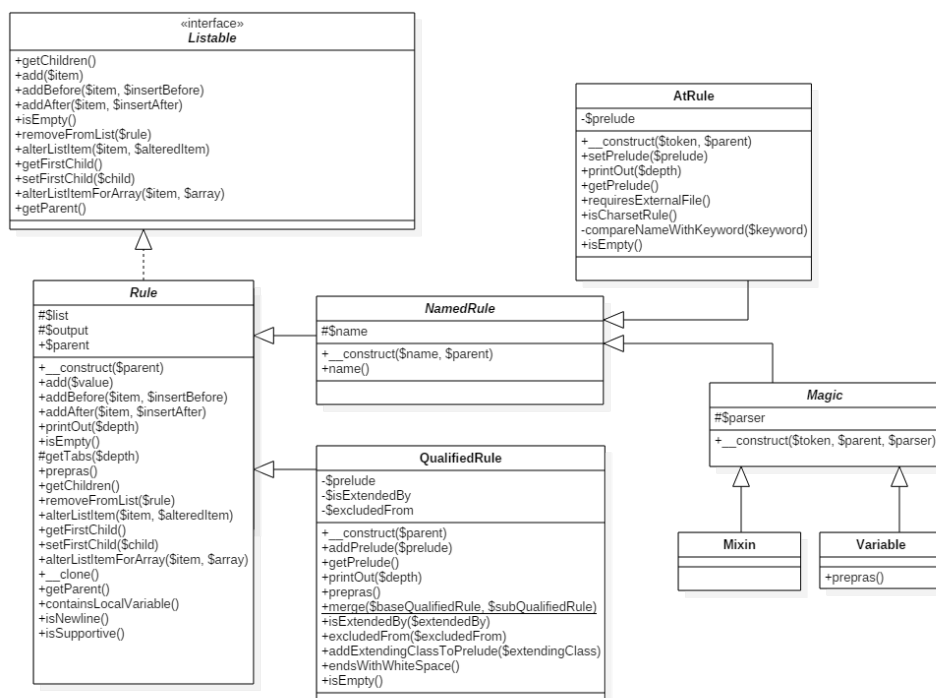 «interface»
Listable
+getChildren()
+add($item)
+addBefore($item, $insertBefore)
+addAfter($item, $insertAfter)
+isEmpty()
+removeFromList($rule)
+alterListItem($item, $alteredItem)
+getFirstChild()
+setFirstChild($child)
+alterListItemForArray($item, $array)
+getParent()
AtRule
-$prelude
+__construct($token, $parent)
+setPrelude($prelude)
+printOut($depth)
+getPrelude()
+requiresExternalFile()
+isCharsetRule()
-compareNameWithKeyword($keyword)
+isEmpty()
Rule
#$list
#$output
+$parent
+__construct($parent)
+add($value)
+addBefore($item, $insertBefore)
+addAfter($item, $insertAfter)
+printOut($depth)
+isEmpty()
#getTabs($depth)
+prepras()
+getChildren()
+removeFromList($rule)
+alterListItem($item, $alteredItem)
+getFirstChild()
+setFirstChild($child)
+alterListItemForArray($item, $array)
+__clone()
+getParent()
+containsLocalVariable()
+isNewline()
+isSupportive()
NamedRule
#$name
+__construct($name, $parent)
+name()
Magic
#$parser
+__construct($token, $parent, $parser)
QualifiedRule
-$prelude
-$isExtendedBy
-$excludedFrom
+__construct($parent)
+addPrelude($prelude)
+getPrelude()
+printOut($depth)
+prepras()
+merge($baseQualifiedRule, $subQualifiedRule)
+isExtendedBy($extendedBy)
+excludedFrom($excludedFrom)
+addExtendingClassToPrelude($extendingClass)
+endsWithWhiteSpace()
+isEmpty()
Mixin
Variable
+prepras()